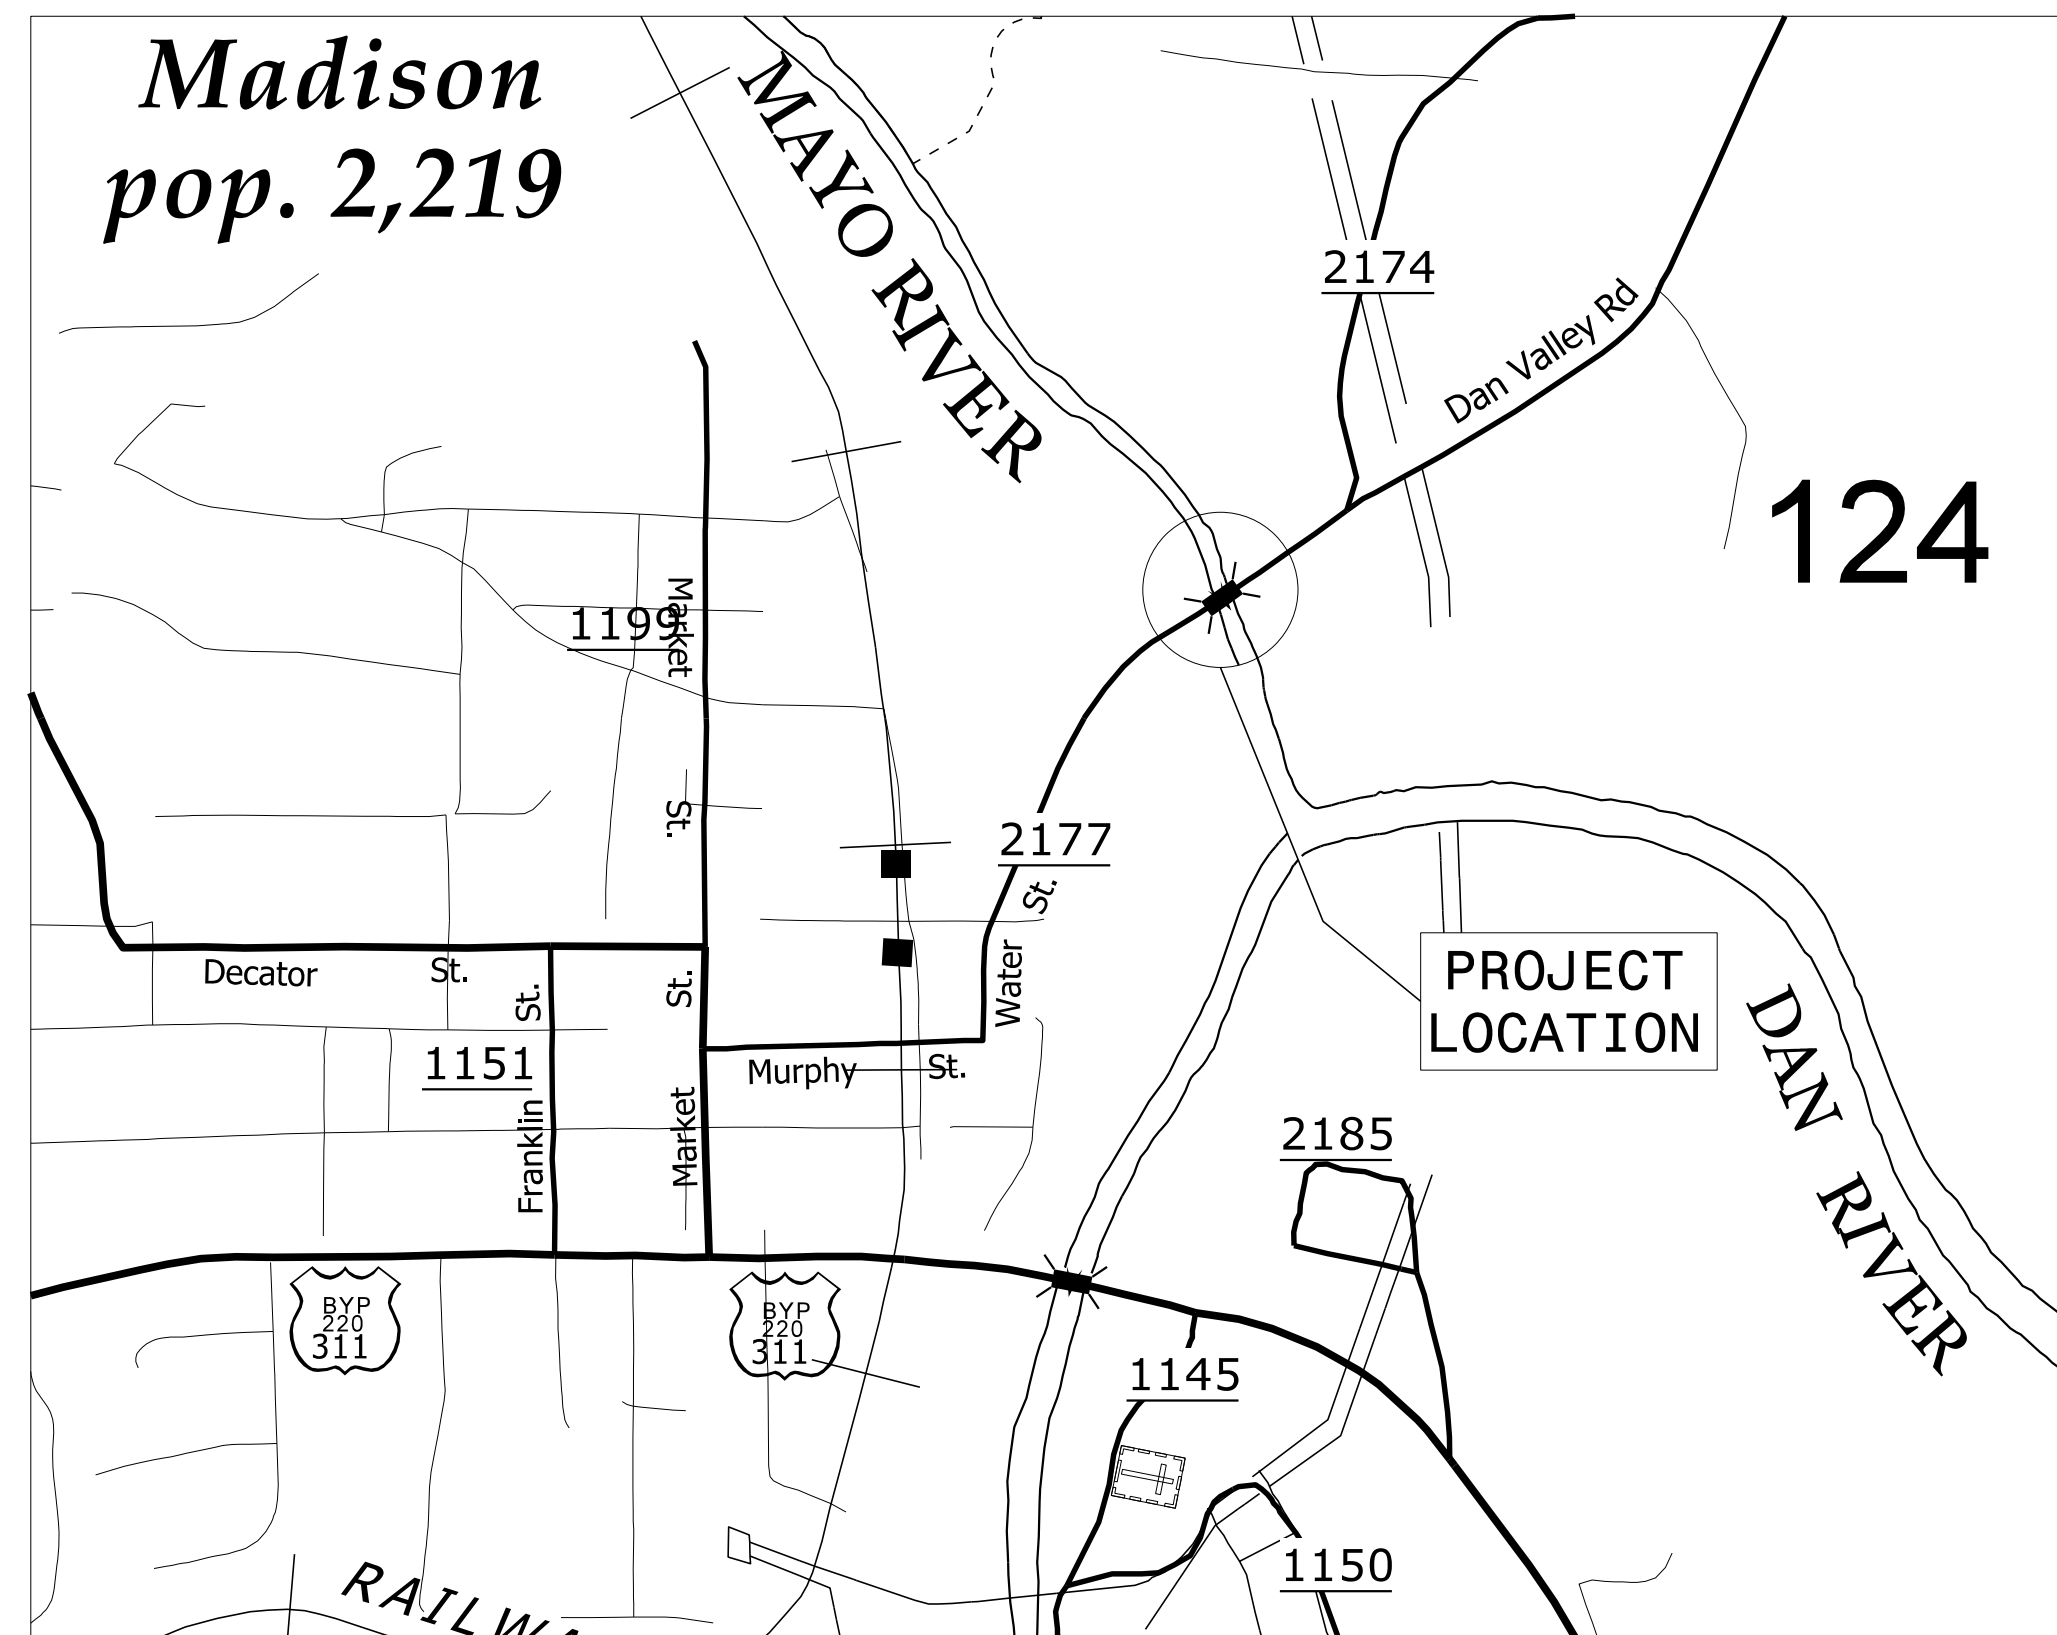 Madison
pop. 2,219
MAYO RIVER
2174
Dan Valley Rd
124
1199
Market
St.
2177
Water St.
Decator St.
St.
St.
1151
Franklin
Market
Murphy St.
PROJECT
LOCATION
DAN RIVER
2185
BYP
220
311
BYP
220
311
1145
1150